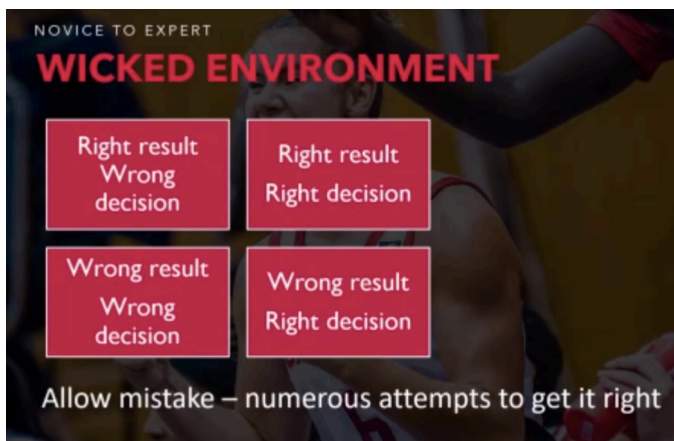 NOVICE TO EXPERT
WICKED ENVIRONMENT
Right result
Wrong
decision
Right result
Right decision
Wrong result
Wrong
decision
Wrong result
Right decision
Allow mistake – numerous attempts to get it right